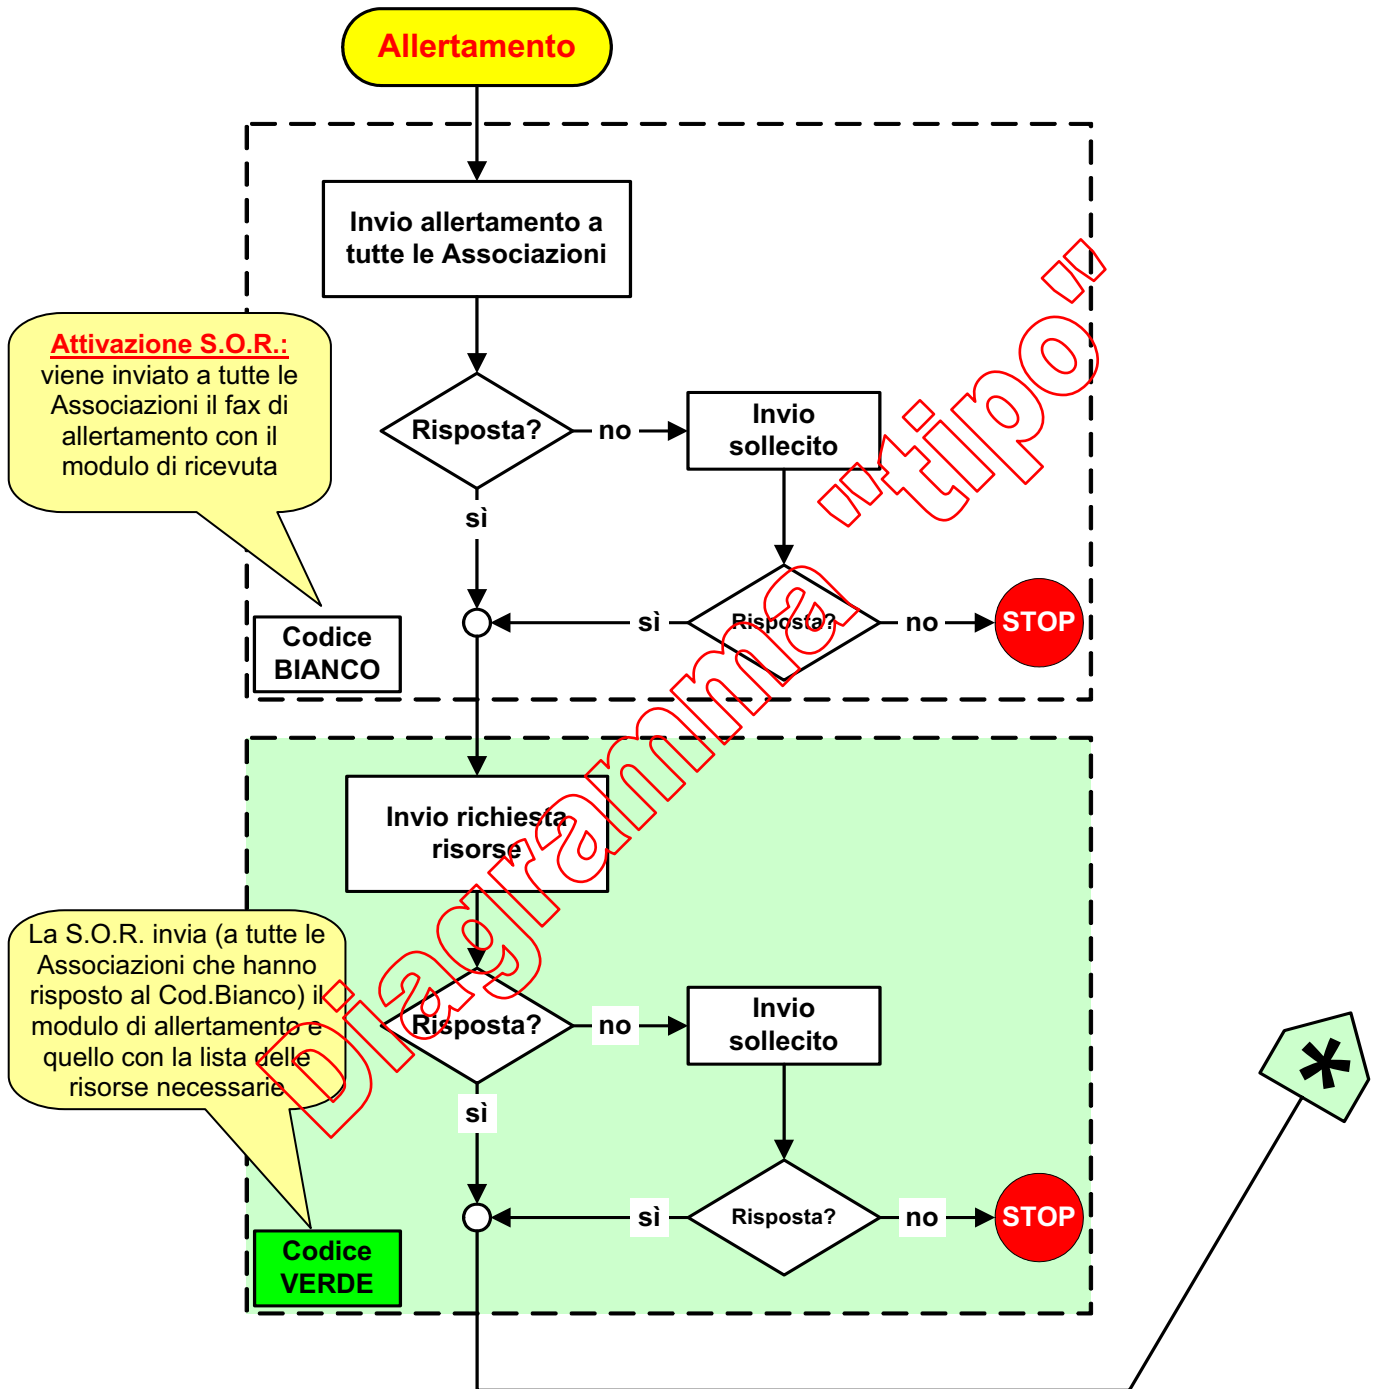 Allertamento
Invio allertamento a
tutte le Associazioni
Attivazione S.O.R.:
viene inviato a tutte le
Associazioni il fax di
allertamento con il
modulo di ricevuta
Risposta?
no
Invio
sollecito
sì
Risposta?
sì
no
STOP
Codice
BIANCO
Invio richiesta
risorse
La S.O.R. invia (a tutte le
Associazioni che hanno
risposto al Cod.Bianco) il
modulo di allertamento e
quello con la lista delle
risorse necessarie
Risposta?
no
Invio
sollecito
sì
Risposta?
sì
no
STOP
Codice
VERDE
*
Diagramma "tipo"